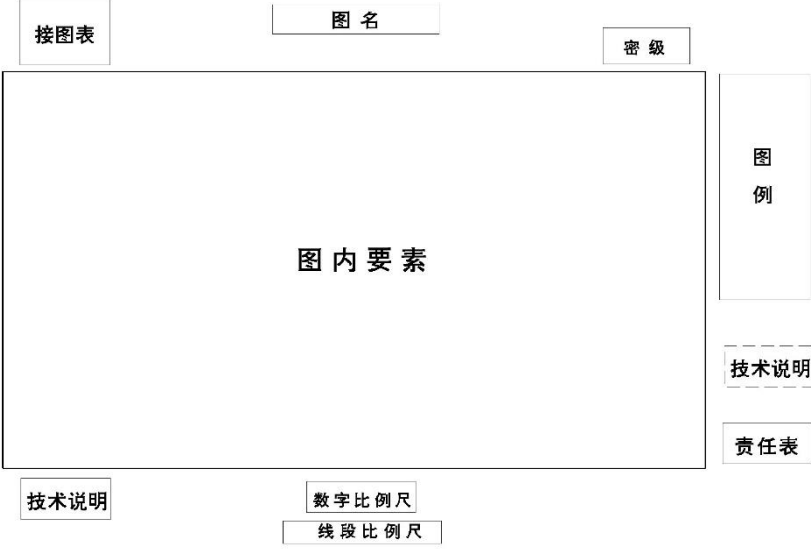 图 名
接图表
密 级
图
例
图 内 要 素
技术说明
责任表
技术说明
数字比例尺
线段比例尺